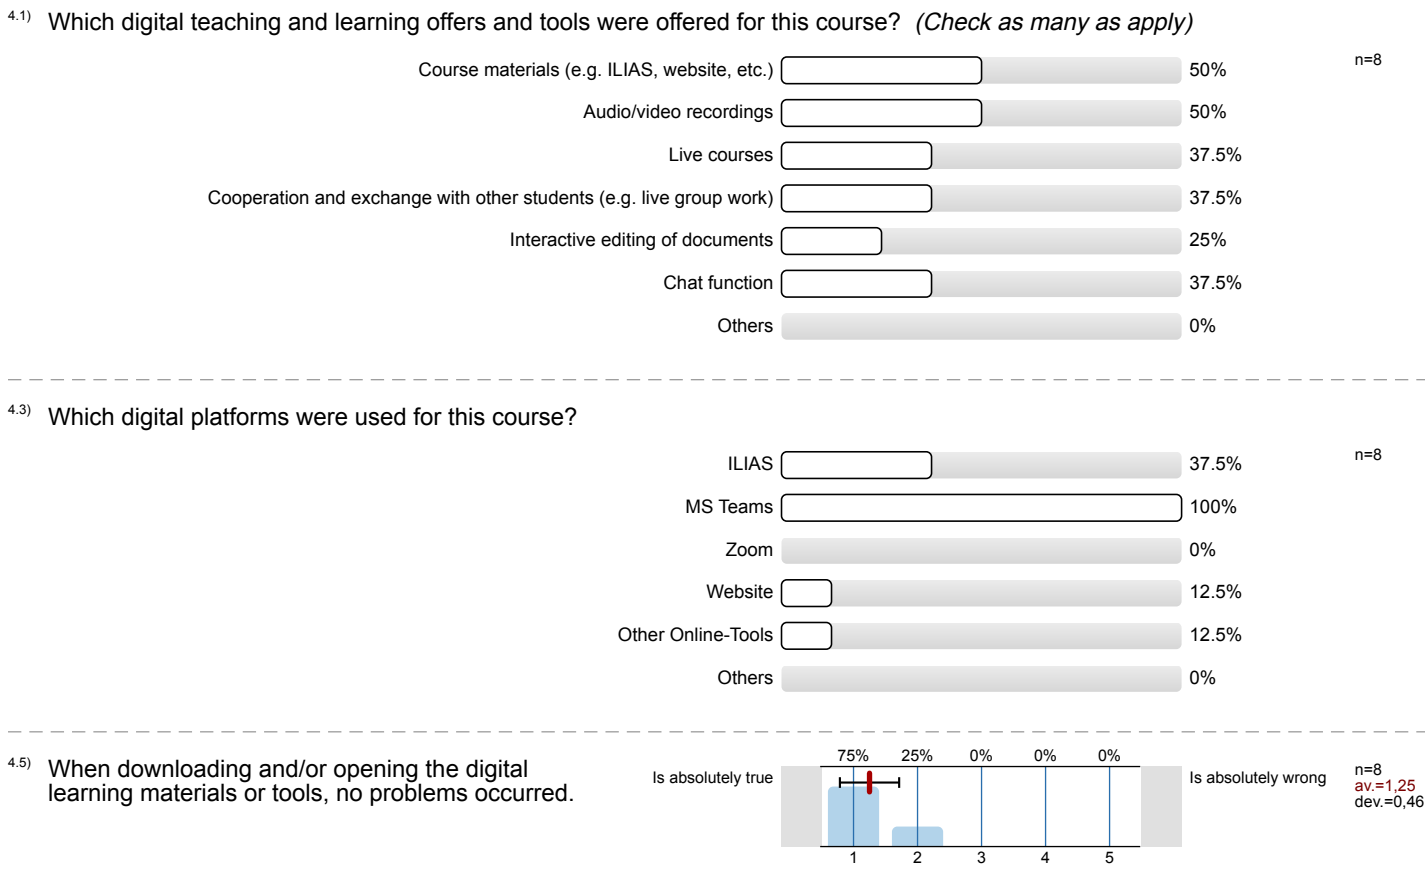 4.1) Which digital teaching and learning offers and tools were offered for this course? (Check as many as apply)
Course materials (e.g. ILIAS, website, etc.) 50% n=8
Audio/video recordings 50%
Live courses 37.5%
Cooperation and exchange with other students (e.g. live group work) 37.5%
Interactive editing of documents 25%
Chat function 37.5%
Others 0%
4.3) Which digital platforms were used for this course?
ILIAS 37.5% n=8
MS Teams 100%
Zoom 0%
Website 12.5%
Other Online-Tools 12.5%
Others 0%
4.5) When downloading and/or opening the digital
learning materials or tools, no problems occurred.
75% 25% 0% 0% 0%
Is absolutely true Is absolutely wrong
1 2 3 4 5
n=8
av.=1,25
dev.=0,46